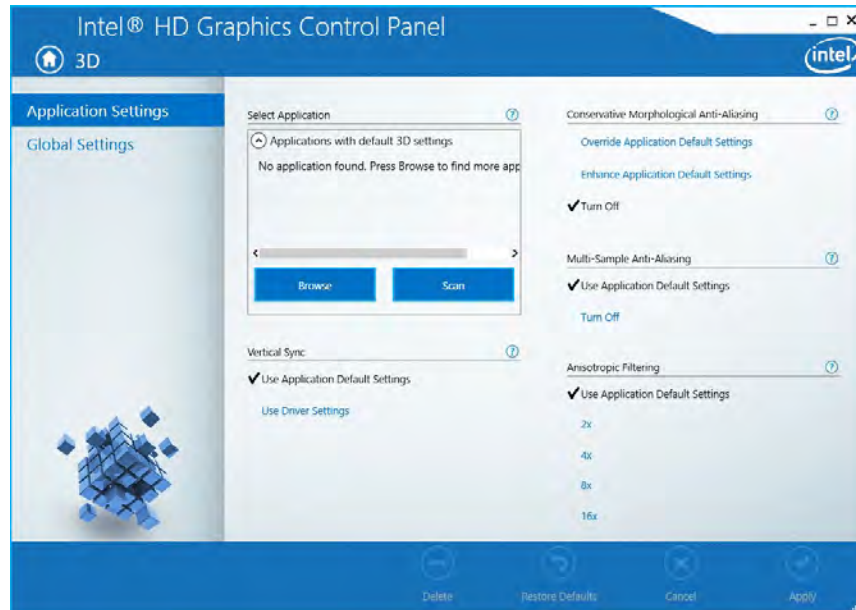 Intel® HD Graphics Control Panel
3D
intel
Application Settings
Global Settings
Select Application
Applications with default 3D settings
No application found. Press Browse to find more app
Browse
Scan
Vertical Sync
Use Application Default Settings
Use Driver Settings
Conservative Morphological Anti-Aliasing
Override Application Default Settings
Enhance Application Default Settings
Turn Off
Multi-Sample Anti-Aliasing
Use Application Default Settings
Turn Off
Anisotropic Filtering
Use Application Default Settings
2x
4x
8x
16x
Delete
Restore Defaults
Cancel
Apply